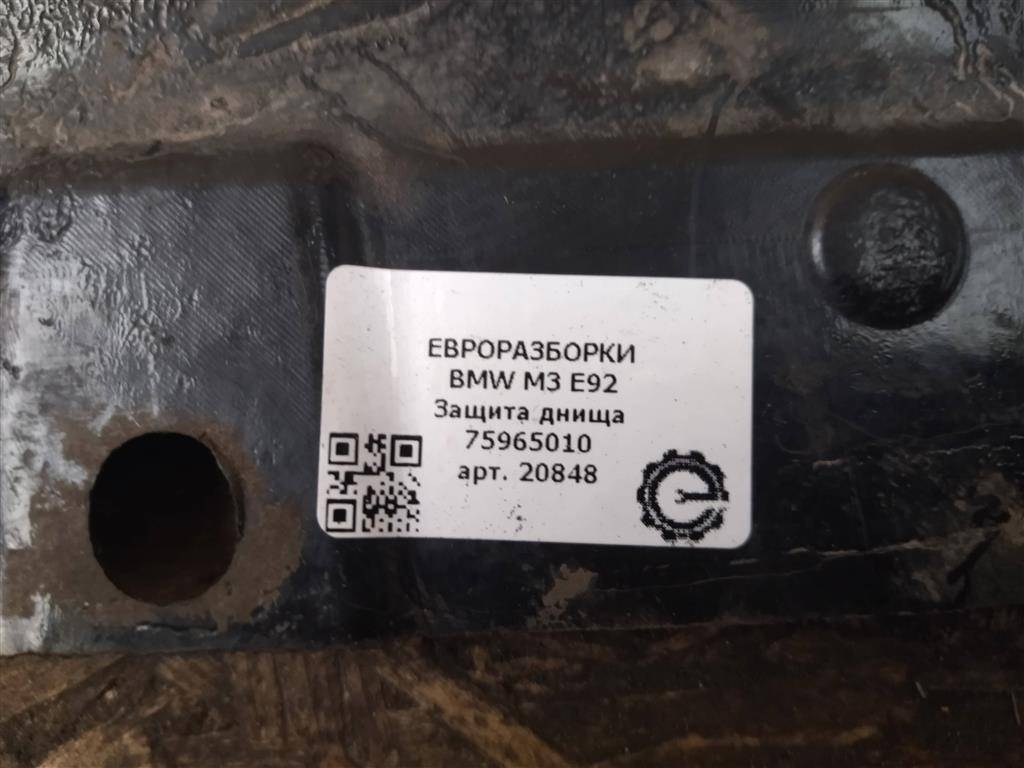 ЕВРОРАЗБОРКИ
BMW M3 E92
Защита днища
75965010
арт. 20848